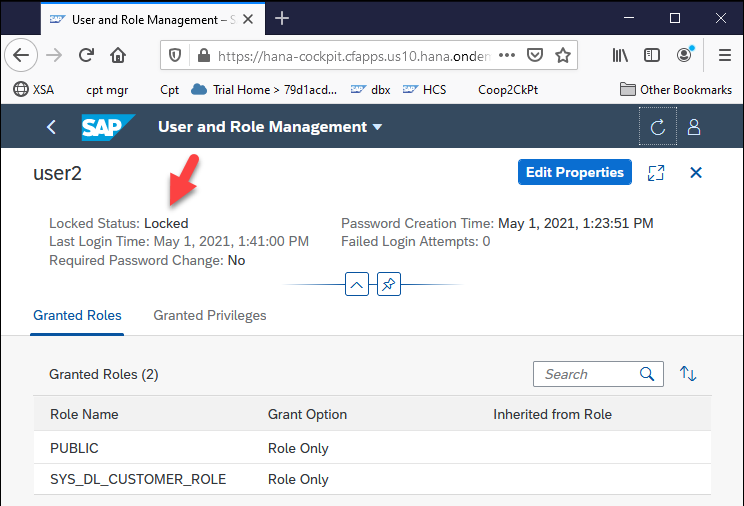 SAP User and Role Management – S
https://hana-cockpit.cfapps.us10.hana.ondem
XSA cpt mgr Cpt Trial Home > 79d1acd... SAP dbx SAP HCS Coop2CkPt Other Bookmarks
SAP User and Role Management
user2
Edit Properties
Locked Status: Locked
Password Creation Time: May 1, 2021, 1:23:51 PM
Last Login Time: May 1, 2021, 1:41:00 PM
Failed Login Attempts: 0
Required Password Change: No
Granted Roles Granted Privileges
Granted Roles (2)
Search
Role Name Grant Option Inherited from Role
PUBLIC Role Only
SYS_DL_CUSTOMER_ROLE Role Only